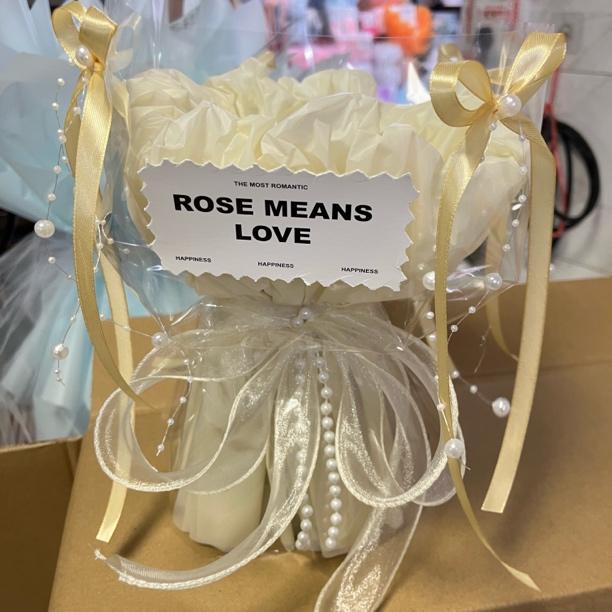 THE MOST ROMANTIC
ROSE MEANS
LOVE
HAPPINESS HAPPINESS HAPPINESS